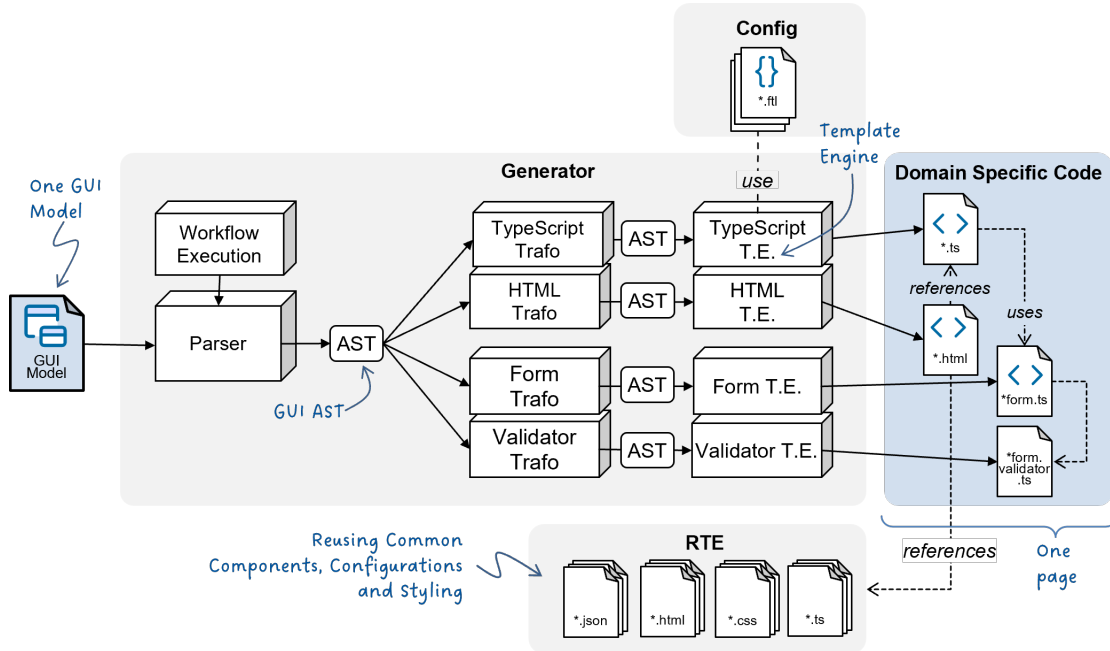 Config
{}
*.ftl
Template
Engine
use
Generator
Domain Specific Code
One GUI
Model
Workflow
Execution
TypeScript
Trafo
AST
TypeScript
T.E.
< >
*.ts
references
uses
HTML
Trafo
AST
HTML
T.E.
< >
*.html
GUI
Model
Parser
AST
GUI AST
Form
Trafo
AST
Form T.E.
< >
*form.ts
Validator
Trafo
AST
Validator T.E.
*form.
validator
.ts
Reusing Common
Components, Configurations
and Styling
RTE
*.json
*.html
*.css
*.ts
references
One
page